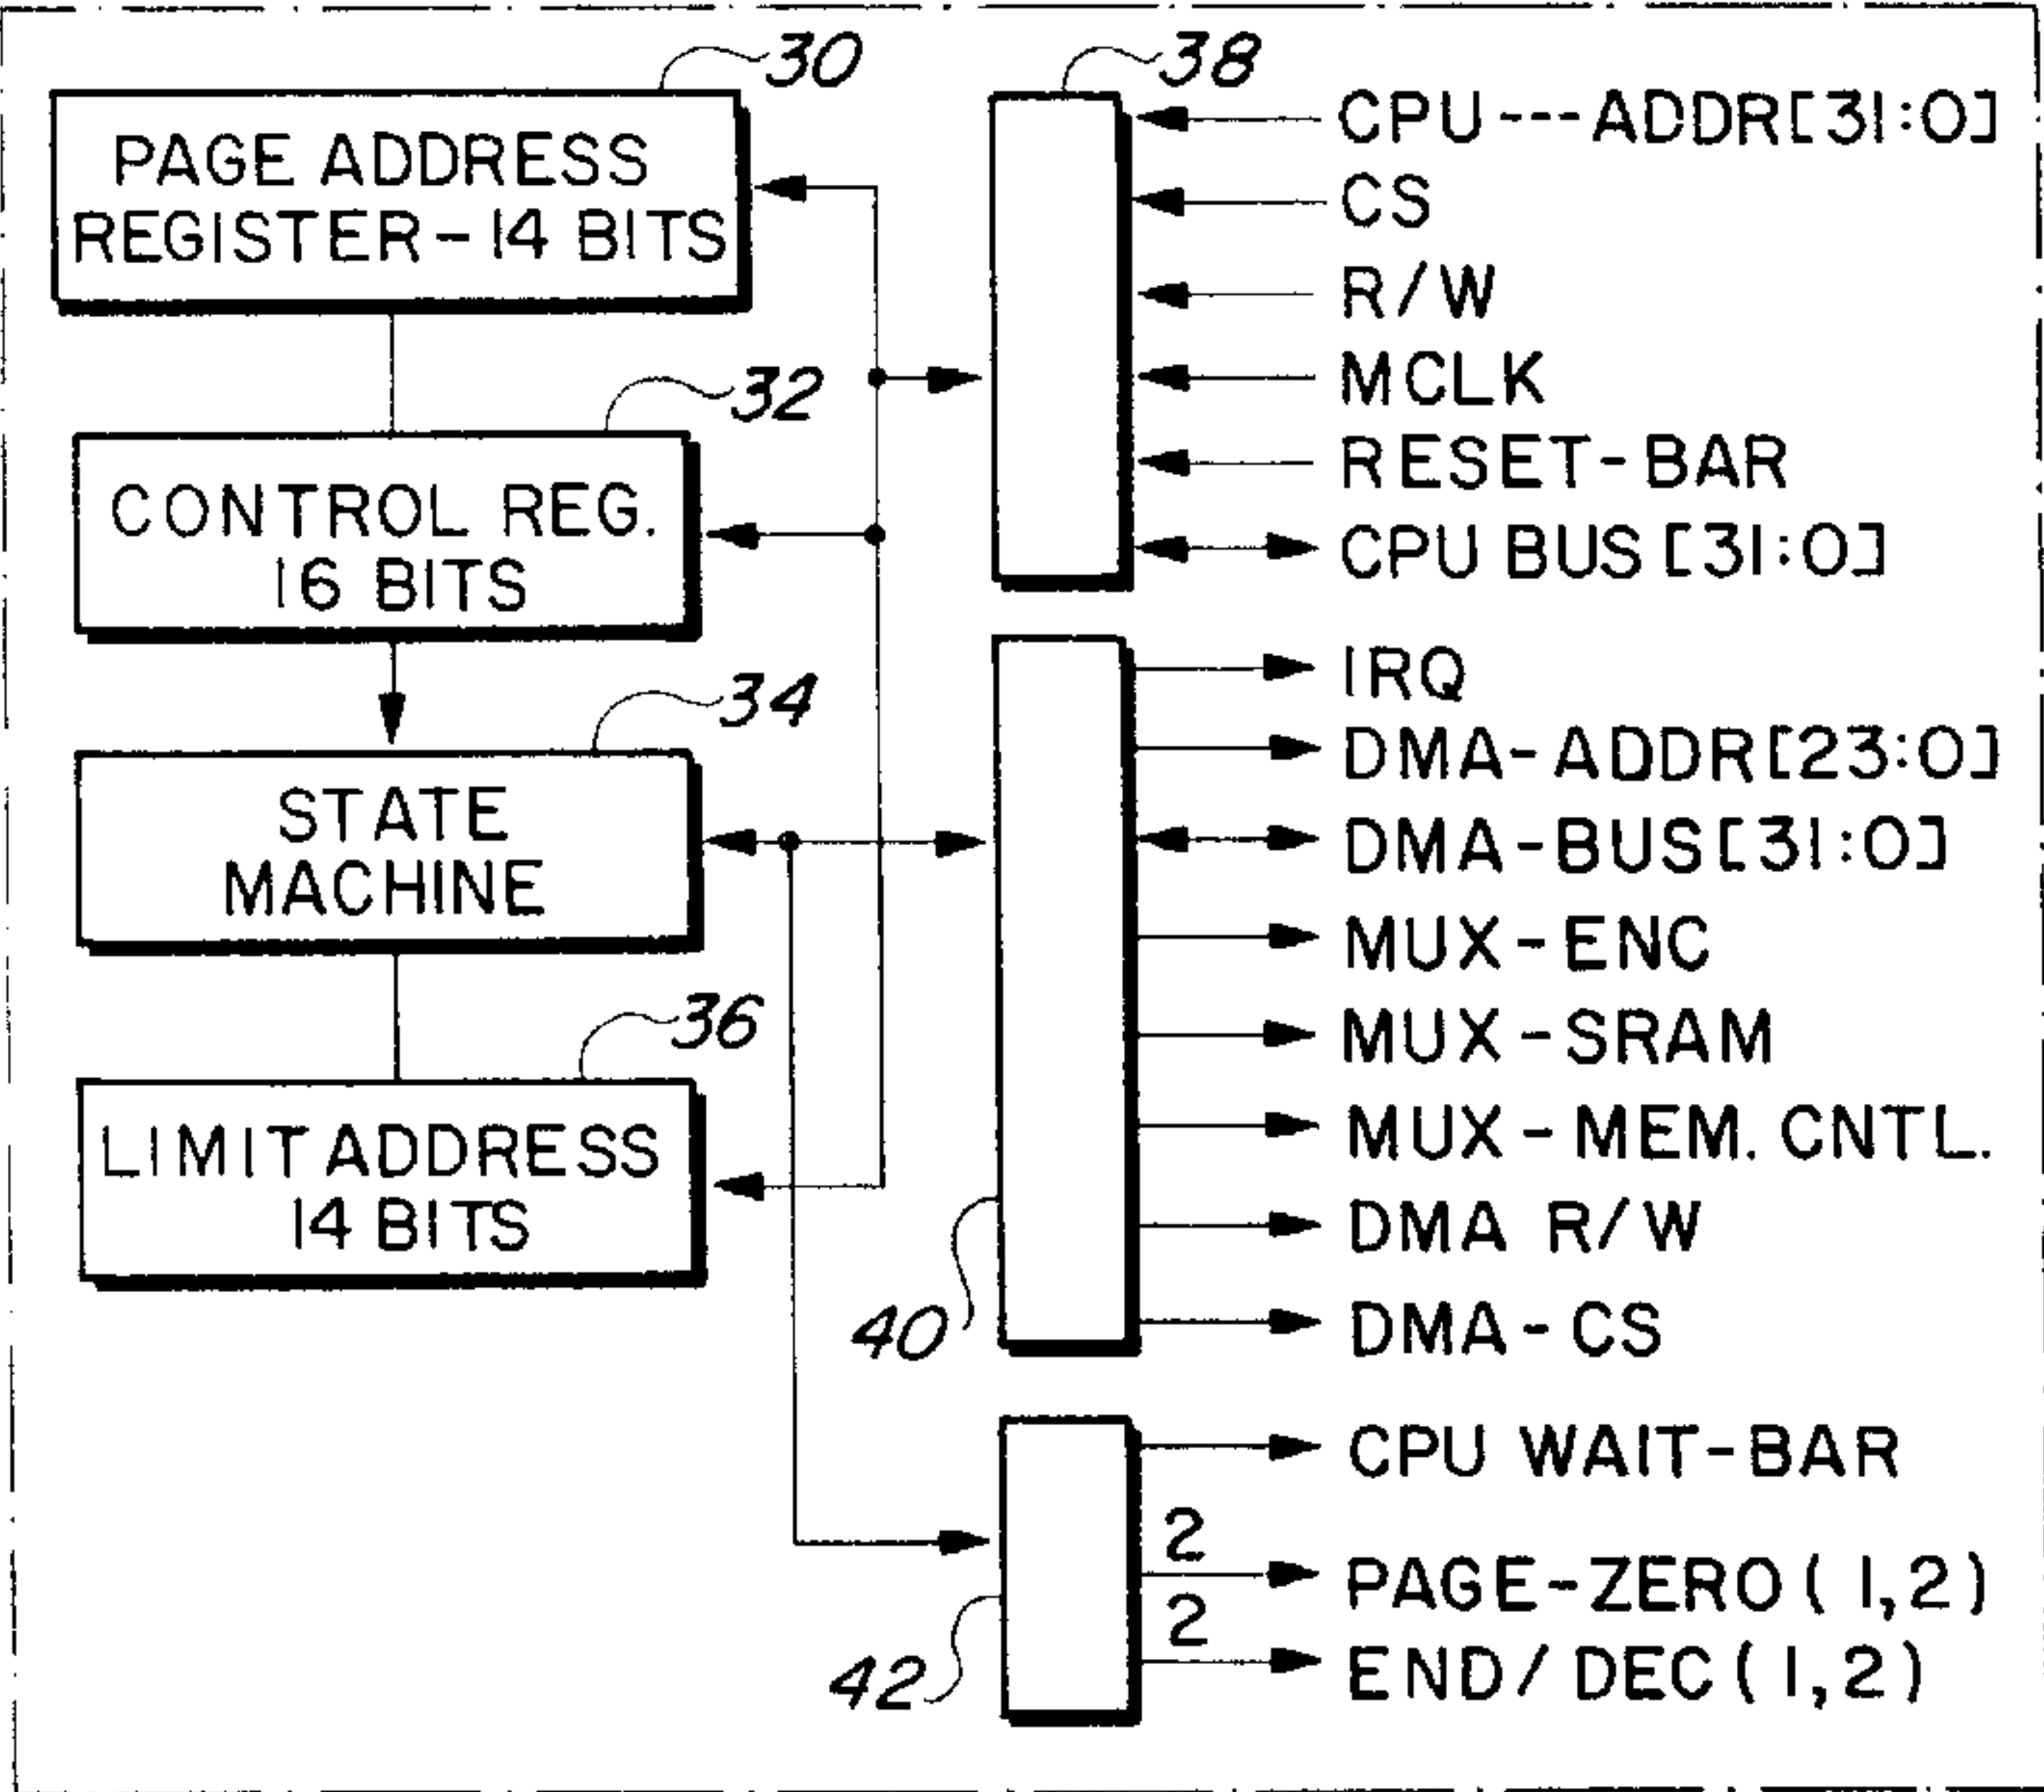 30
PAGE ADDRESS
REGISTER-14 BITS
32
CONTROL REG.
16 BITS
34
STATE
MACHINE
36
LIMIT ADDRESS
14 BITS
38
CPU---ADDR[31:0]
CS
R/W
MCLK
RESET-BAR
CPU BUS[31:0]
IRQ
DMA-ADDR[23:0]
DMA-BUS[31:0]
MUX-ENC
MUX-SRAM
MUX-MEM. CNTL.
DMA R/W
DMA-CS
40
CPU WAIT-BAR
2
PAGE-ZERO(1,2)
2
END/DEC(1,2)
42